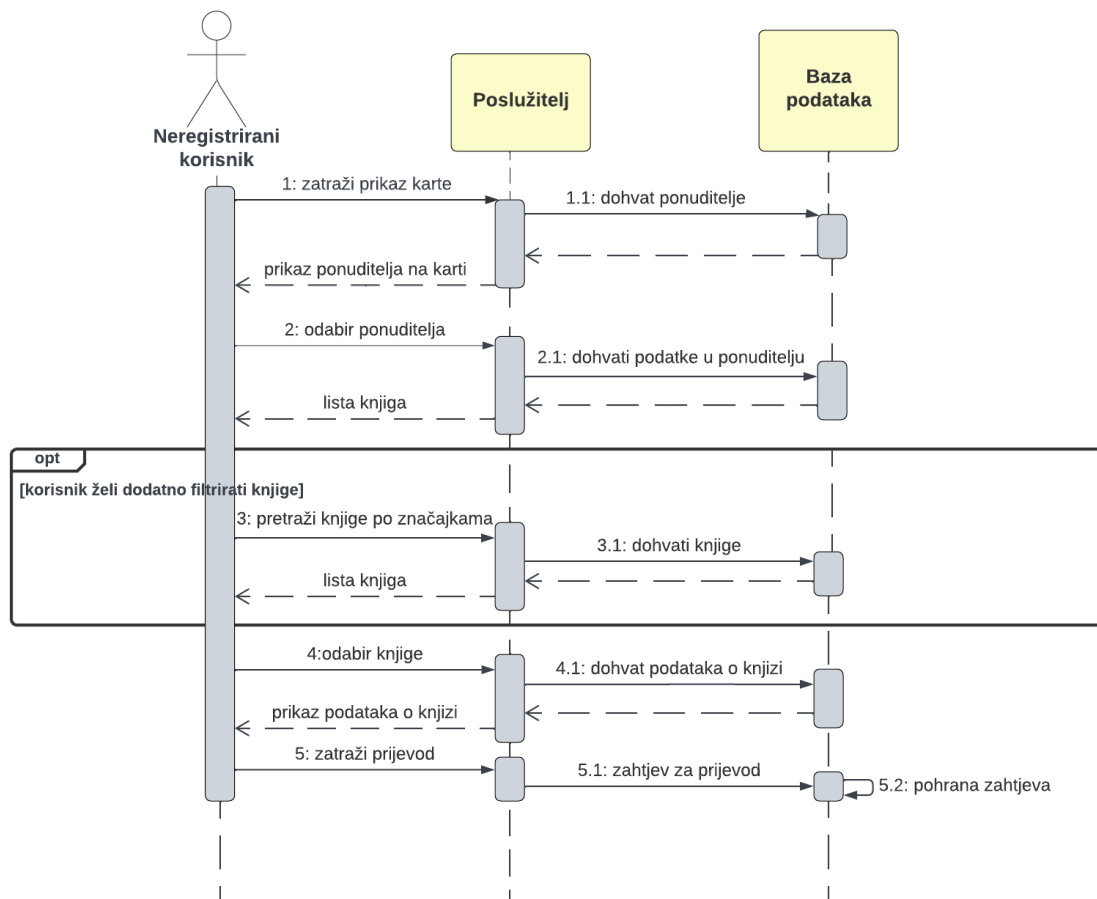 Neregistrirani
korisnik
Poslužitelj
Baza
podataka
1: zatraži prikaz karte
1.1: dohvat ponuditelje
prikaz ponuditelja na karti
2: odabir ponuditelja
2.1: dohvati podatke u ponuditelju
lista knjiga
opt
[korisnik želi dodatno filtrirati knjige]
3: pretraži knjige po značajkama
3.1: dohvati knjige
lista knjiga
4:odabir knjige
4.1: dohvat podataka o knjizi
prikaz podataka o knjizi
5: zatraži prijevod
5.1: zahtjev za prijevod
5.2: pohrana zahtjeva